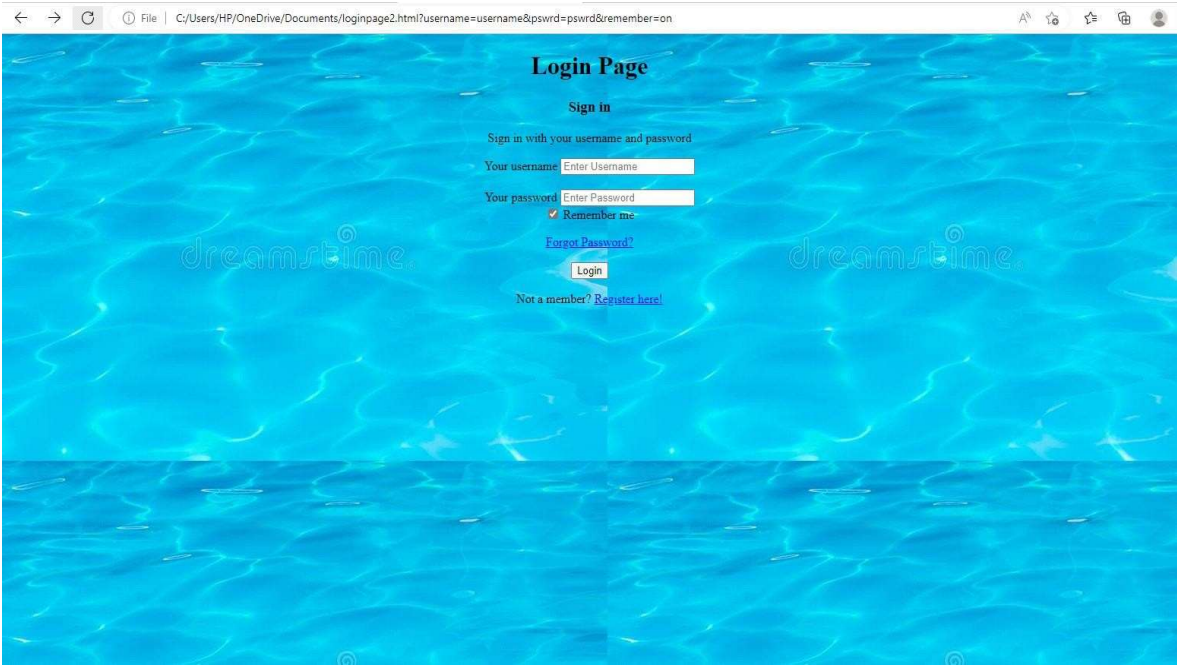 File C:/Users/HP/OneDrive/Documents/loginpage2.html?username=username&pswrd=pswrd&remember=on
Login Page
Sign in
Sign in with your username and password
Your username Enter Username
Your password Enter Password
Remember me
dreamstime. dreamstime.
Forgot Password?
Login
Not a member? Register here!